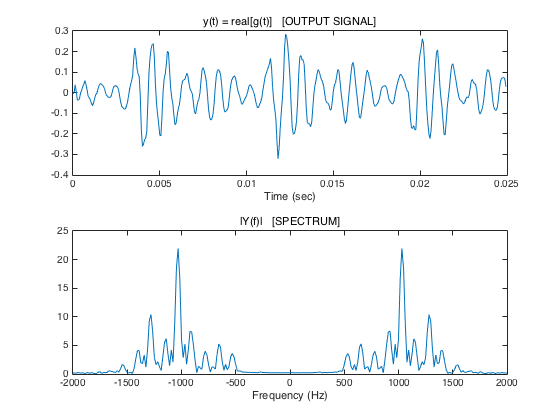 y(t) = real[g(t)] [OUTPUT SIGNAL]
0.3
0.2
0.1
0
-0.1
-0.2
-0.3
-0.4
0 0.005 0.01 0.015 0.02 0.025
Time (sec)
|Y(f)| [SPECTRUM]
25
20
15
10
5
0
-2000 -1500 -1000 -500 0 500 1000 1500 2000
Frequency (Hz)